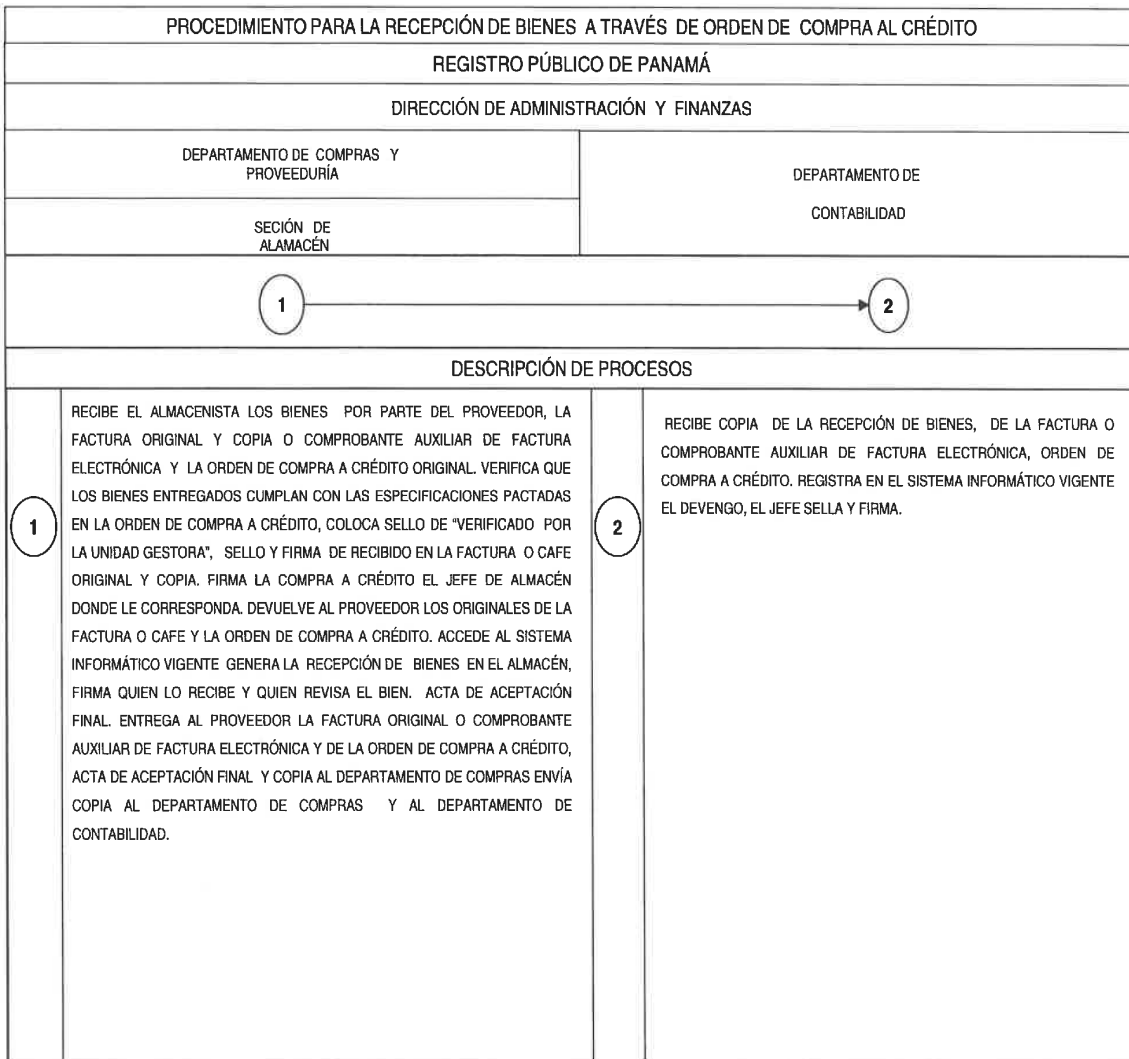 PROCEDIMIENTO PARA LA RECEPCIÓN DE BIENES A TRAVÉS DE ORDEN DE COMPRA AL CRÉDITO
REGISTRO PÚBLICO DE PANAMÁ
DIRECCIÓN DE ADMINISTRACIÓN Y FINANZAS
DEPARTAMENTO DE COMPRAS Y
PROVEEDURÍA
SECIÓN DE
ALAMACÉN
DEPARTAMENTO DE
CONTABILIDAD
1
2
DESCRIPCIÓN DE PROCESOS
1
RECIBE EL ALMACENISTA LOS BIENES POR PARTE DEL PROVEEDOR, LA
FACTURA ORIGINAL Y COPIA O COMPROBANTE AUXILIAR DE FACTURA
ELECTRÓNICA Y LA ORDEN DE COMPRA A CRÉDITO ORIGINAL. VERIFICA QUE
LOS BIENES ENTREGADOS CUMPLAN CON LAS ESPECIFICACIONES PACTADAS
EN LA ORDEN DE COMPRA A CRÉDITO, COLOCA SELLO DE "VERIFICADO POR
LA UNIDAD GESTORA", SELLO Y FIRMA DE RECIBIDO EN LA FACTURA O CAFE
ORIGINAL Y COPIA. FIRMA LA COMPRA A CRÉDITO EL JEFE DE ALMACÉN
DONDE LE CORRESPONDA. DEVUELVE AL PROVEEDOR LOS ORIGINALES DE LA
FACTURA O CAFE Y LA ORDEN DE COMPRA A CRÉDITO. ACCEDE AL SISTEMA
INFORMÁTICO VIGENTE GENERA LA RECEPCIÓN DE BIENES EN EL ALMACÉN,
FIRMA QUIEN LO RECIBE Y QUIEN REVISA EL BIEN. ACTA DE ACEPTACIÓN
FINAL. ENTREGA AL PROVEEDOR LA FACTURA ORIGINAL O COMPROBANTE
AUXILIAR DE FACTURA ELECTRÓNICA Y DE LA ORDEN DE COMPRA A CRÉDITO,
ACTA DE ACEPTACIÓN FINAL Y COPIA AL DEPARTAMENTO DE COMPRAS ENVÍA
COPIA AL DEPARTAMENTO DE COMPRAS Y AL DEPARTAMENTO DE
CONTABILIDAD.
2
RECIBE COPIA DE LA RECEPCIÓN DE BIENES, DE LA FACTURA O
COMPROBANTE AUXILIAR DE FACTURA ELECTRÓNICA, ORDEN DE
COMPRA A CRÉDITO. REGISTRA EN EL SISTEMA INFORMÁTICO VIGENTE
EL DEVENGO, EL JEFE SELLA Y FIRMA.